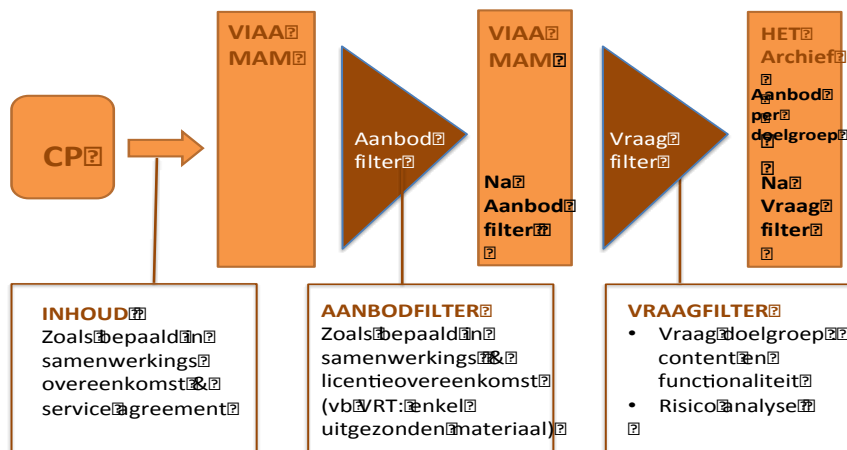 CP
VIAA
MAM
Aanbod
filter
VIAA
MAM
Na
Aanbod
filter
Vraag
filter
HET
Archief
Aanbod
per
doelgroep
Na
Vraag
filter
INHOUD
Zoals bepaald in
samenwerkings
overeenkomst &
service agreement
AANBODFILTER
Zoals bepaald in
samenwerkings &
licentieovereenkomst
(vb VRT: enkel
uitgezonden materiaal)
VRAAGFILTER
• Vraag doelgroep
content en
functionaliteit
• Risico analyse